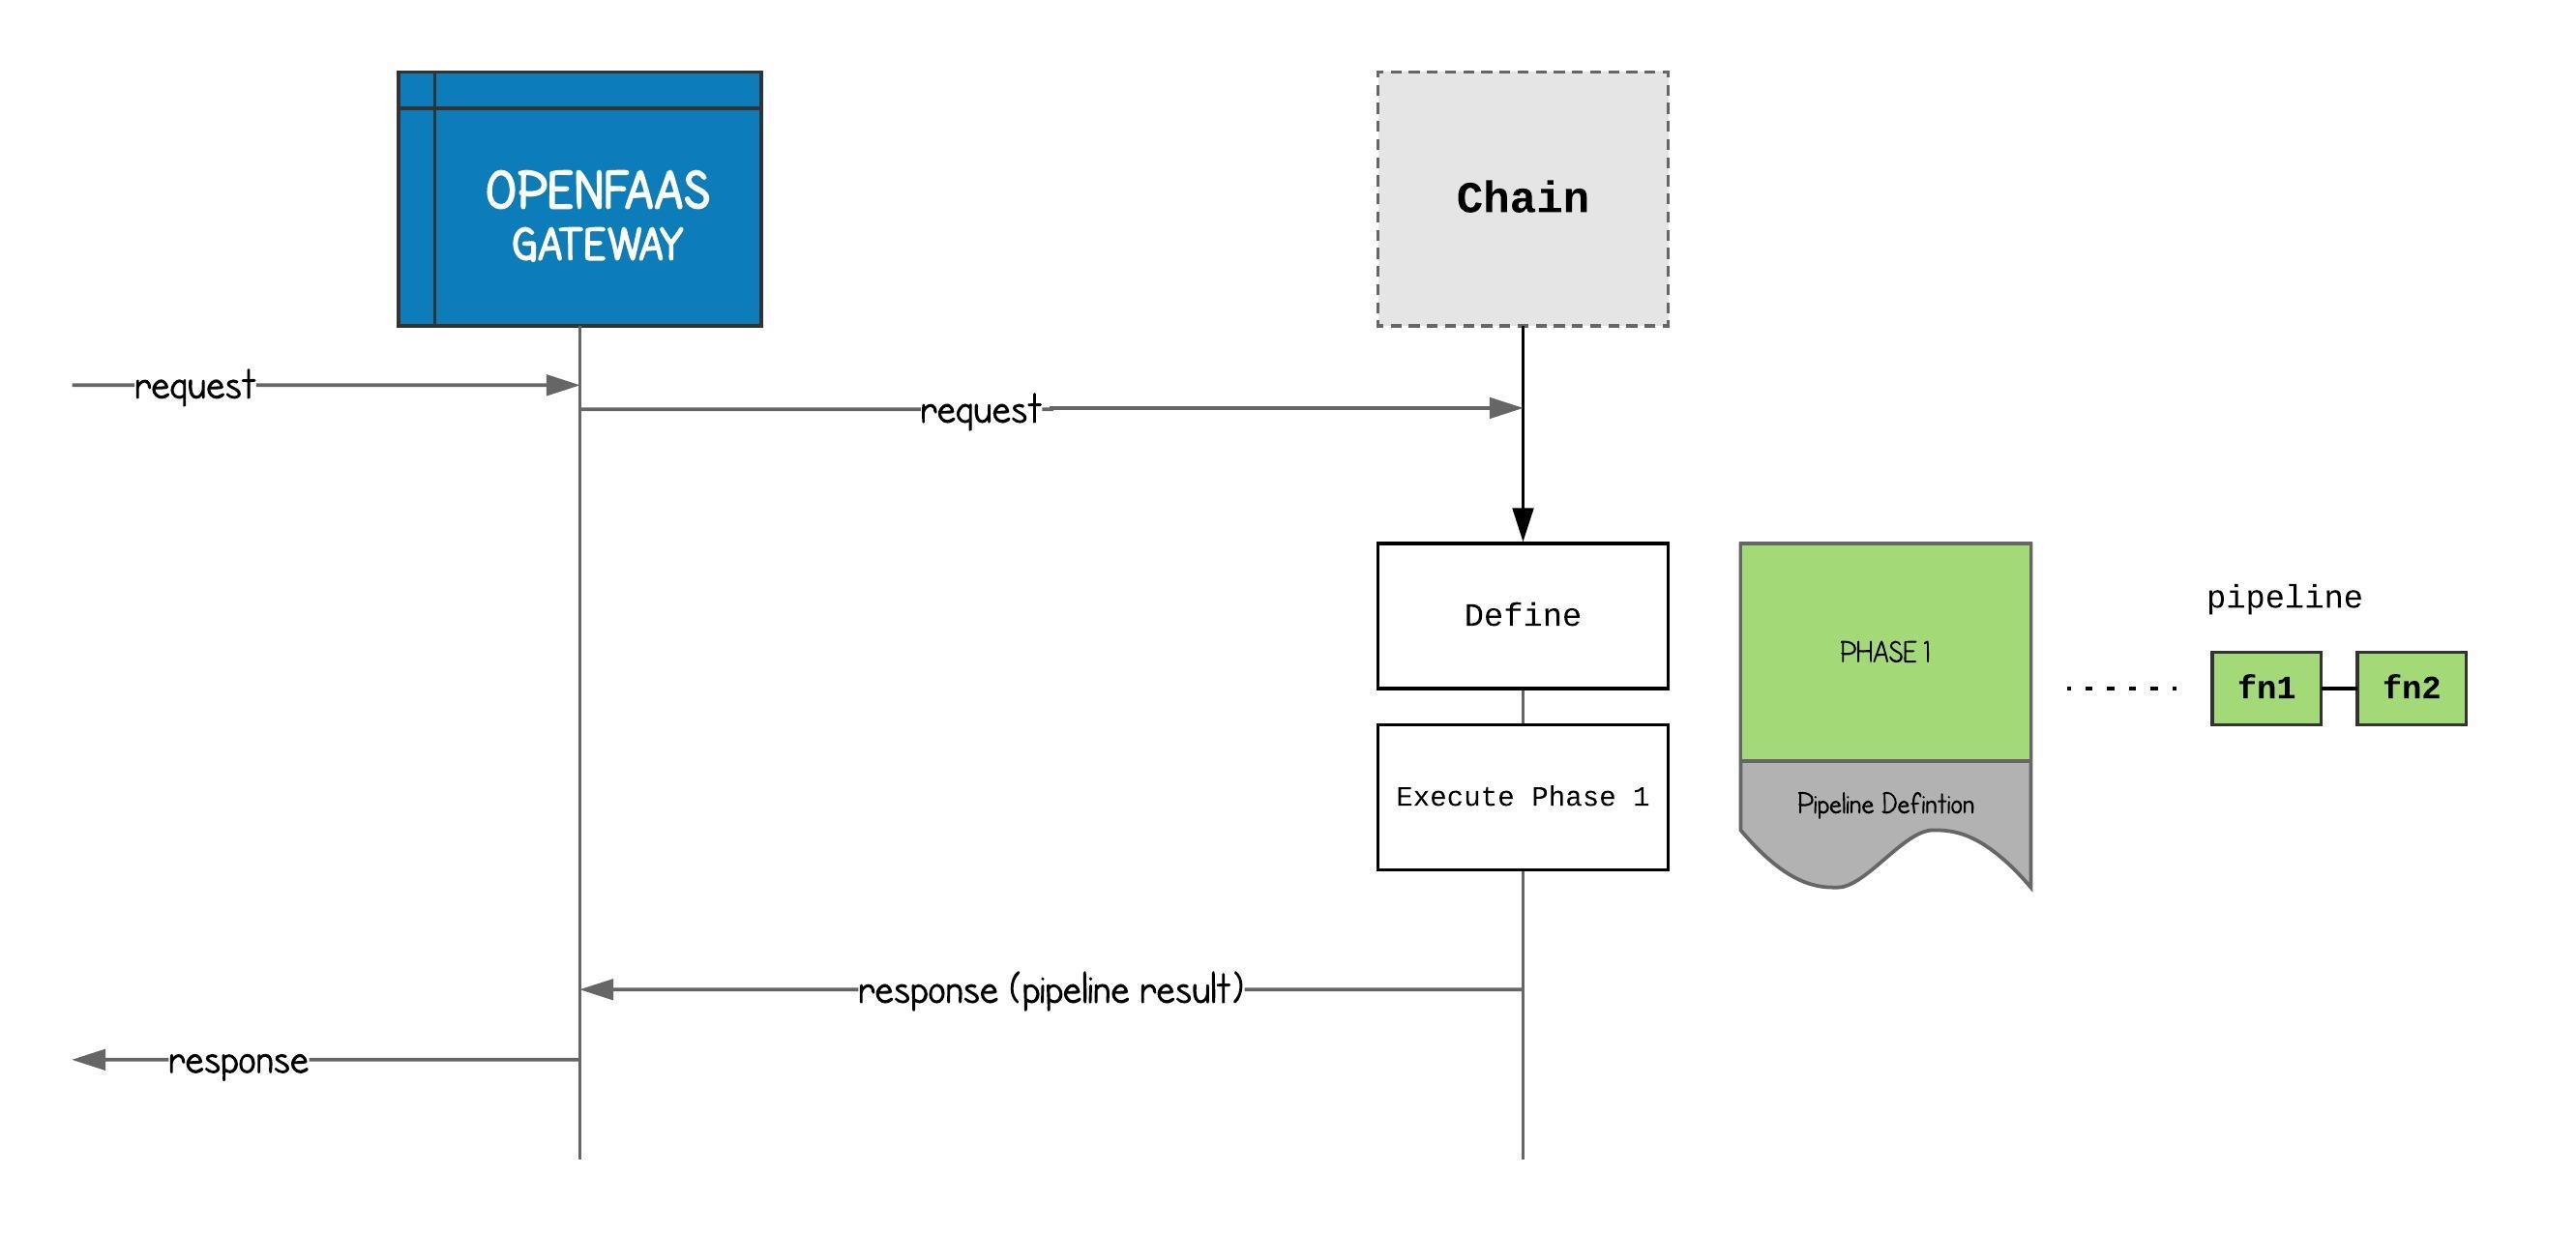 OPENFAAS
GATEWAY
Chain
request
request
Define
PHASE 1
pipeline
fn1
fn2
Execute Phase 1
Pipeline Defintion
response (pipeline result)
response